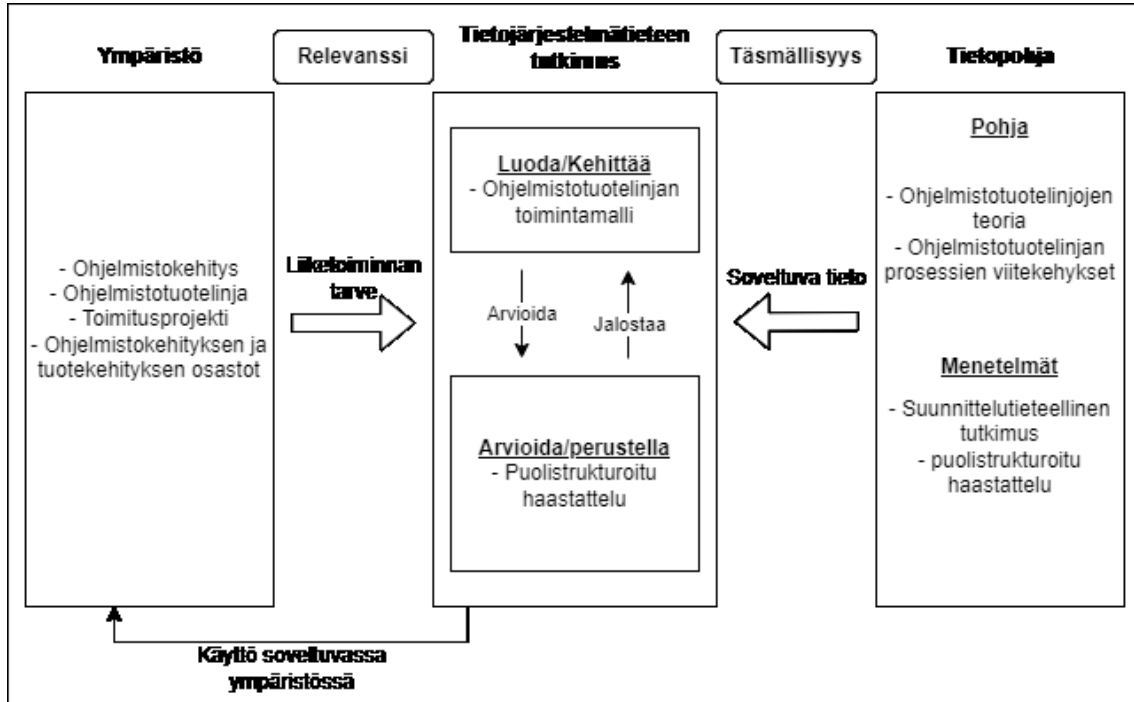 Ympäristö
Relevanssi
Tietojärjestelmätieteen
tutkimus
Täsmällisyys
Tietopohja
- Ohjelmistokehitys
- Ohjelmistotuotelinja
- Toimitusprojekti
- Ohjelmistokehityksen ja
tuotekehityksen osastot
Liiketoiminnan
tarve
Luoda/Kehittää
- Ohjelmistotuotelinjan
toimintamalli
Arvioida
Jalostaa
Arvioida/perustella
- Puolistrukturoitu
haastattelu
Soveltuva tieto
Pohja
- Ohjelmistotuotelinjojen
teoria
- Ohjelmistotuotelinjan
prosessien viitekehykset
Menetelmät
- Suunnittelutieteellinen
tutkimus
- puolistrukturoitu
haastattelu
Käyttö soveltuvassa
ympäristössä